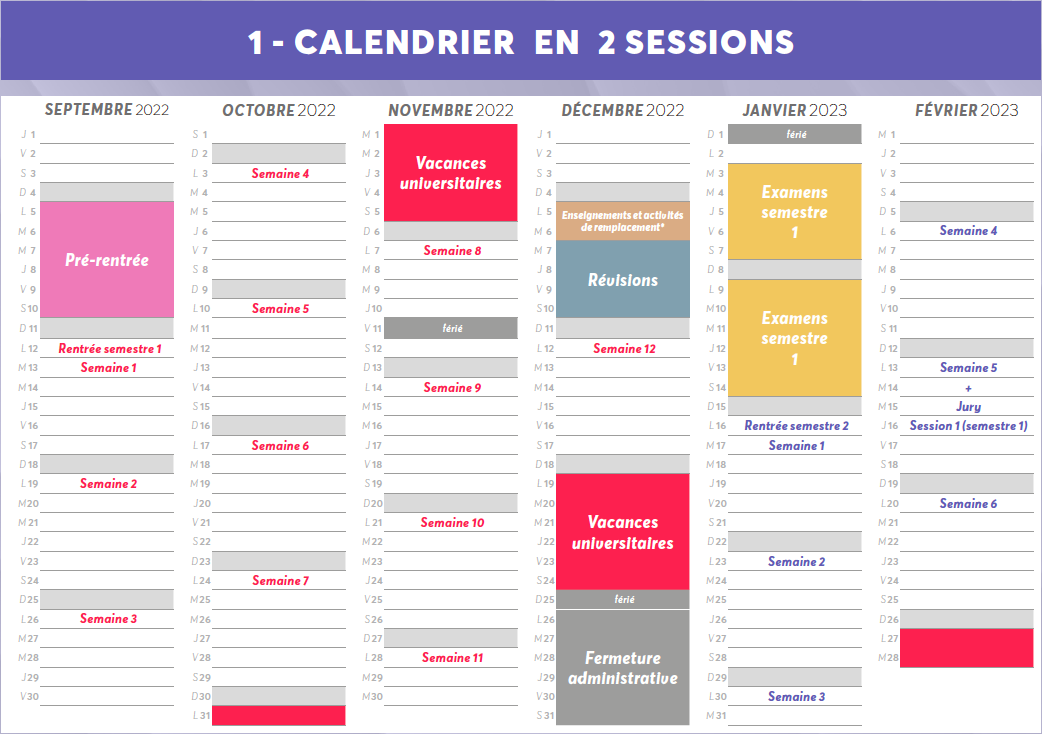 1 - CALENDRIER EN 2 SESSIONS
SEPTEMBRE 2022
J 1
V 2
S 3
D 4
L 5
M 6
M 7
Pré-rentrée
J 8
V 9
S 10
D 11
L 12 Rentrée semestre 1
M 13 Semaine 1
M 14
J 15
V 16
S 17
D 18
L 19 Semaine 2
M 20
M 21
J 22
V 23
S 24
D 25
L 26 Semaine 3
M 27
M 28
J 29
V 30
OCTOBRE 2022
S 1
D 2
L 3 Semaine 4
M 4
M 5
J 6
V 7
J 8
D 9
L 10 Semaine 5
M 11
M 12
J 13
V 14
S 15
D 16
S 17 Semaine 6
M 18
M 19
J 20
V 21
S 22
D 23
S 24 Semaine 7
M 25
M 26
J 27
V 28
S 29
D 30
L 31
NOVEMBRE 2022
M 1
M 2
Vacances
universitaires
J 3
V 4
S 5
D 6
L 7 Semaine 8
M 8
M 9
J 10
V 11 férié
S 12
D 13
L 14 Semaine 9
M 15
M 16
J 17
V 18
S 19
D 20
L 21 Semaine 10
M 22
M 23
J 24
V 25
S 26
D 27
L 28 Semaine 11
M 29
M 30
DÉCEMBRE 2022
J 1
V 2
S 3
D 4
L 5 Enseignements et activités
M 6 de remplacement*
M 7
J 8
Révisions
V 9
S 10
D 11
L 12 Semaine 12
M 13
M 14
J 15
V 16
S 17
D 18
L 19
M 20
M 21
Vacances
universitaires
J 22
V 23
S 24
D 25 férié
L 26
M 27
M 28
Fermeture
administrative
J 29
V 30
S 31
JANVIER 2023
D 1 férié
L 2
M 3
M 4
Examens
semestre
1
J 5
V 6
S 7
D 8
L 9
M 10
M 11
Examens
semestre
1
J 12
V 13
S 14
D 15
L 16 Rentrée semestre 2
M 17 Semaine 1
M 18
J 19
V 20
S 21
D 22
L 23 Semaine 2
M 24
M 25
J 26
V 27
S 28
D 29
L 30 Semaine 3
M 31
FÉVRIER 2023
M 1
J 2
V 3
S 4
D 5
L 6 Semaine 4
M 7
M 8
J 9
V 10
S 11
D 12
L 13 Semaine 5
M 14 +
M 15 Jury
J 16 Session 1 (semestre 1)
V 17
S 18
D 19
L 20 Semaine 6
M 21
M 22
J 23
V 24
S 25
D 26
L 27
M 28